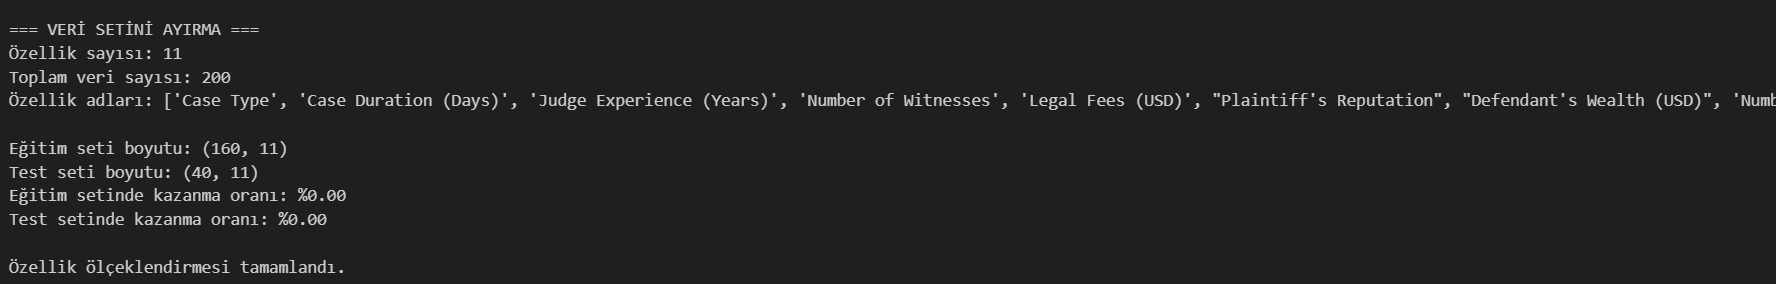 === VERİ SETİNİ AYIRMA ===
Özellik sayısı: 11
Toplam veri sayısı: 200
Özellik adları: ['Case Type', 'Case Duration (Days)', 'Judge Experience (Years)', 'Number of Witnesses', 'Legal Fees (USD)', "Plaintiff's Reputation", "Defendant's Wealth (USD)", 'Numb
Eğitim seti boyutu: (160, 11)
Test seti boyutu: (40, 11)
Eğitim setinde kazanma oranı: %0.00
Test setinde kazanma oranı: %0.00
Özellik ölçeklendirmesi tamamlandı.